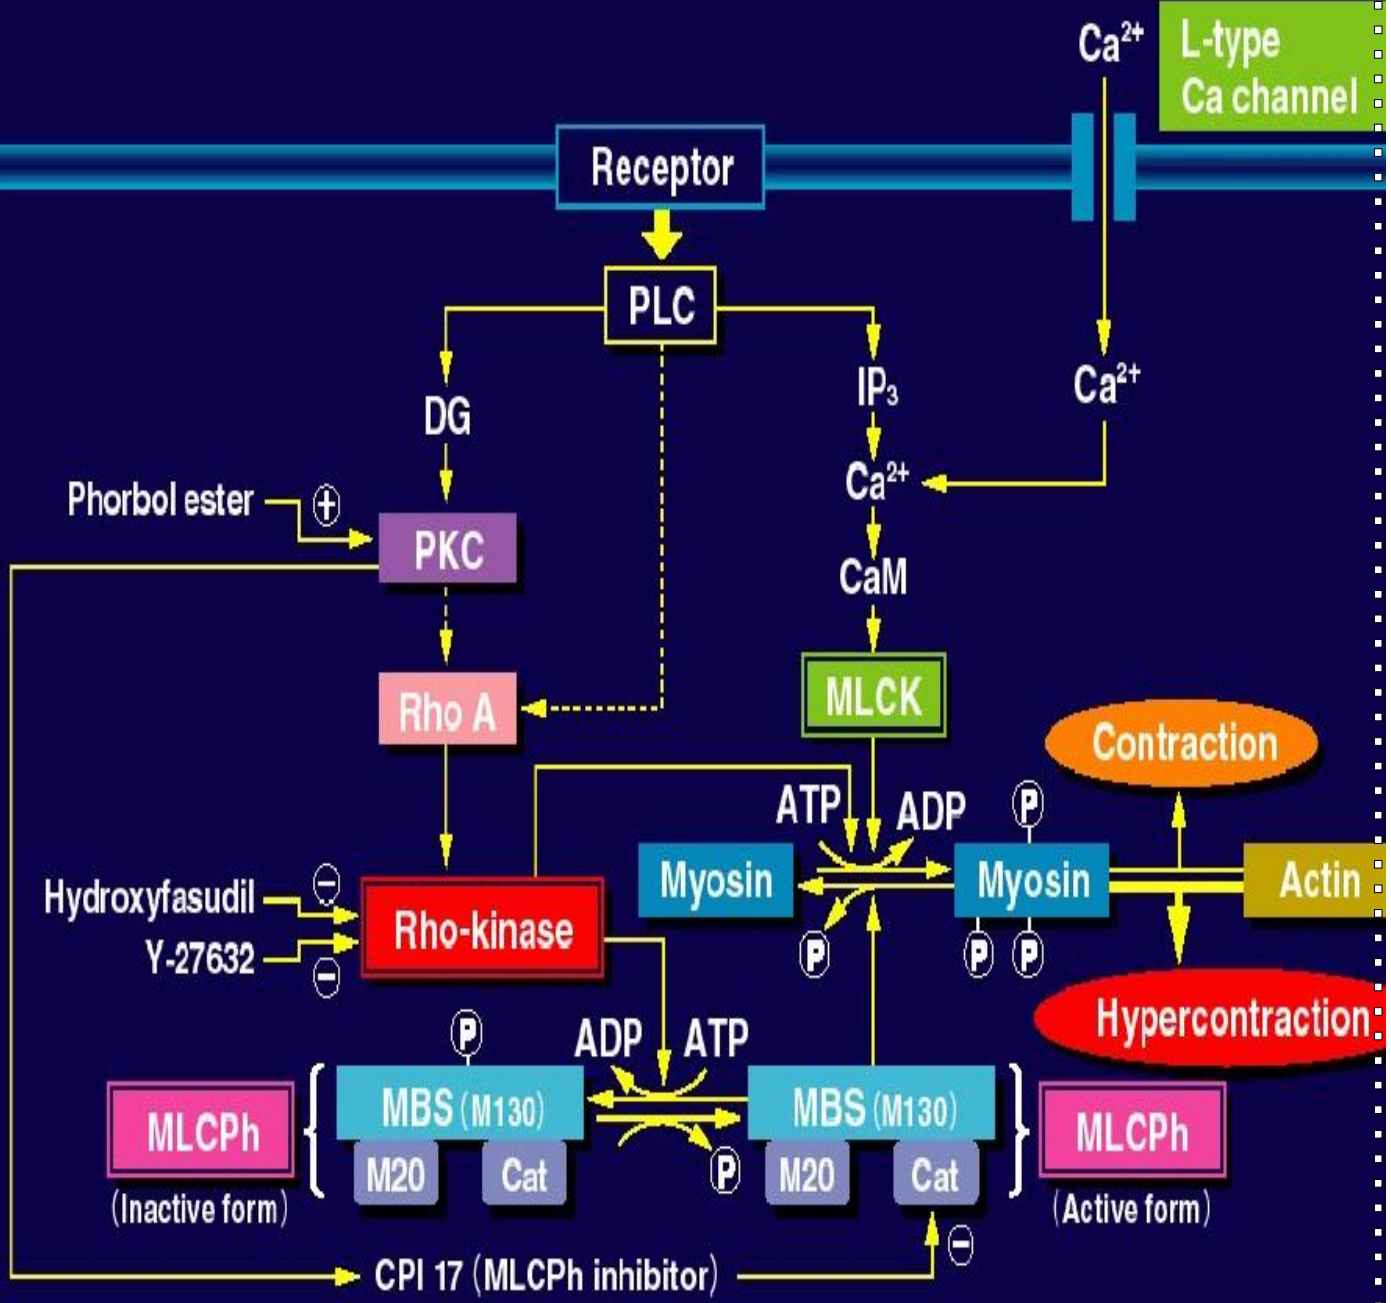 Ca²⁺
L-type
Ca channel
Receptor
PLC
IP₃
Ca²⁺
DG
Ca²⁺
Phorbol ester
+
PKC
CaM
Rho A
MLCK
Contraction
ATP
ADP
P
Myosin
Myosin
Actin
Hydroxyfasudil
−
Rho-kinase
Y-27632
−
P
P
P
Hypercontraction
P
ADP
ATP
MLCPh
MBS (M130)
MBS (M130)
MLCPh
M20
Cat
P
M20
Cat
(Inactive form)
(Active form)
−
CPI 17 (MLCPh inhibitor)